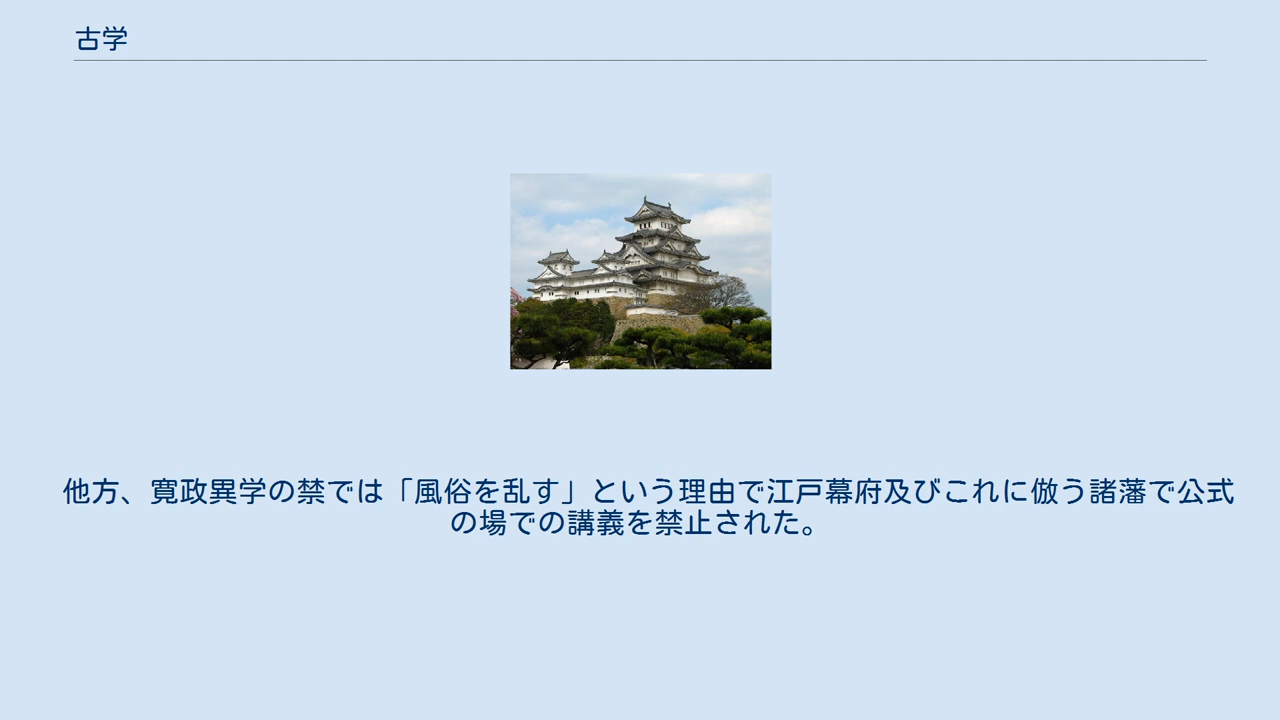 古学
他方、寛政異学の禁では「風俗を乱す」という理由で江戸幕府及びこれに倣う諸藩で公式
の場での講義を禁止された。